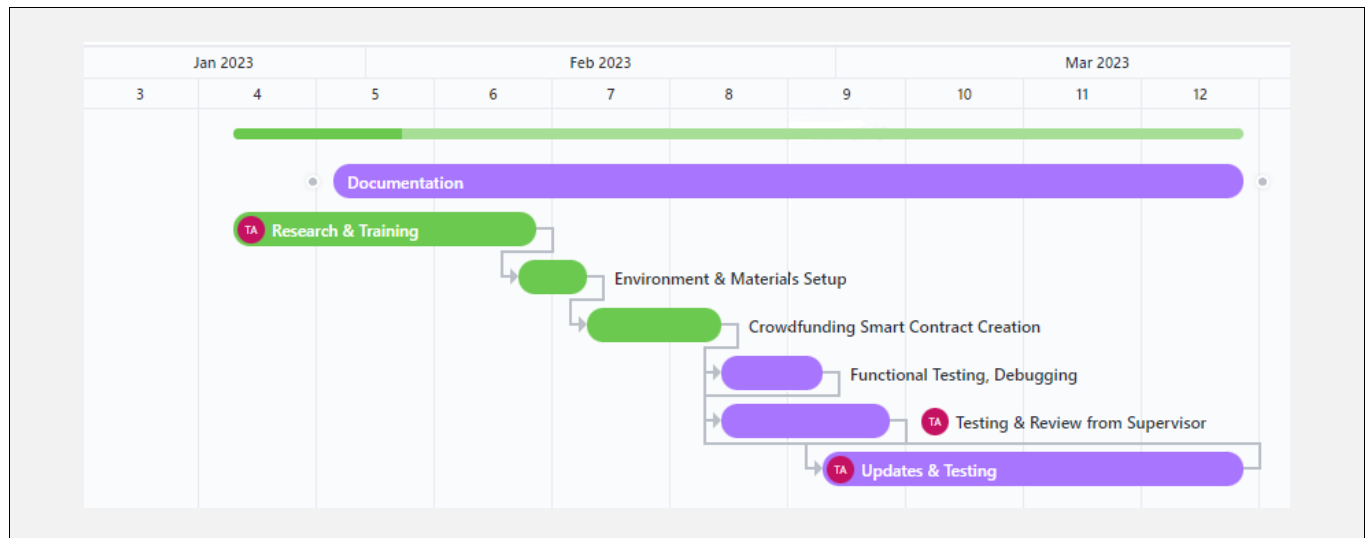 Jan 2023 Feb 2023 Mar 2023
3 4 5 6 7 8 9 10 11 12
Documentation
TA Research & Training
Environment & Materials Setup
Crowdfunding Smart Contract Creation
Functional Testing, Debugging
TA Testing & Review from Supervisor
TA Updates & Testing